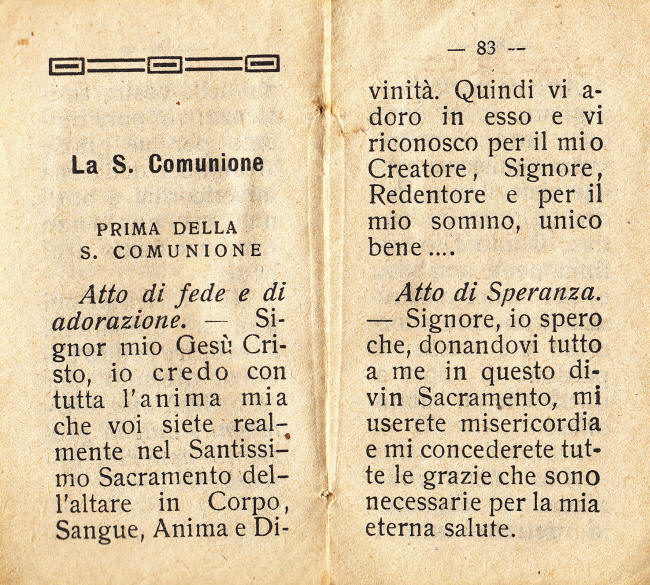 La S. Comunione
PRIMA DELLA
S. COMUNIONE
Atto di fede e di
adorazione. — Si-
gnor mio Gesù Cri-
sto, io credo con
tutta l'anima mia
che voi siete real-
mente nel Santissi-
mo Sacramento del-
l'altare in Corpo,
Sangue, Anima e Di-
— 83 --
vinità. Quindi vi a-
doro in esso e vi
riconosco per il mio
Creatore, Signore,
Redentore e per il
mio sommo, unico
bene ....
Atto di Speranza.
— Signore, io spero
che, donandovi tutto
a me in questo di-
vin Sacramento, mi
userete misericordia
e mi concederete tut-
te le grazie che sono
necessarie per la mia
eterna salute.